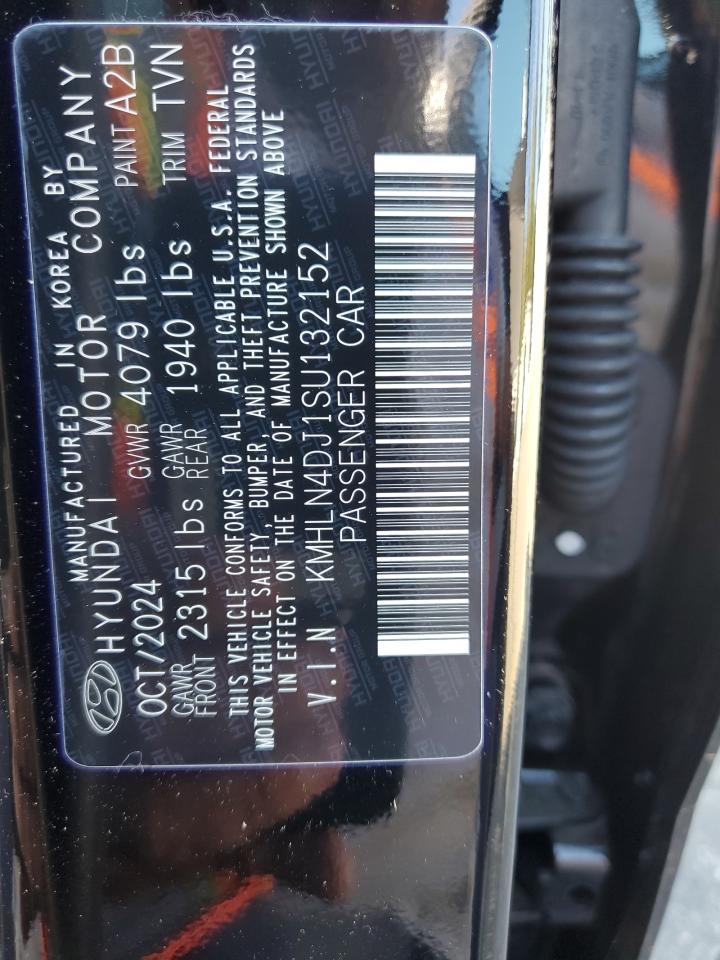 MANUFACTURED IN KOREA BY
HYUNDAI MOTOR COMPANY
OCT/2024 GVWR 4079 lbs PAINT A2B
GAWR FRONT 2315 lbs GAWR REAR 1940 lbs TRIM TVN
THIS VEHICLE CONFORMS TO ALL APPLICABLE U.S.A. FEDERAL
MOTOR VEHICLE SAFETY, BUMPER, AND THEFT PREVENTION STANDARDS
IN EFFECT ON THE DATE OF MANUFACTURE SHOWN ABOVE
V.I.N KMHLN4DJ1SU132152
PASSENGER CAR